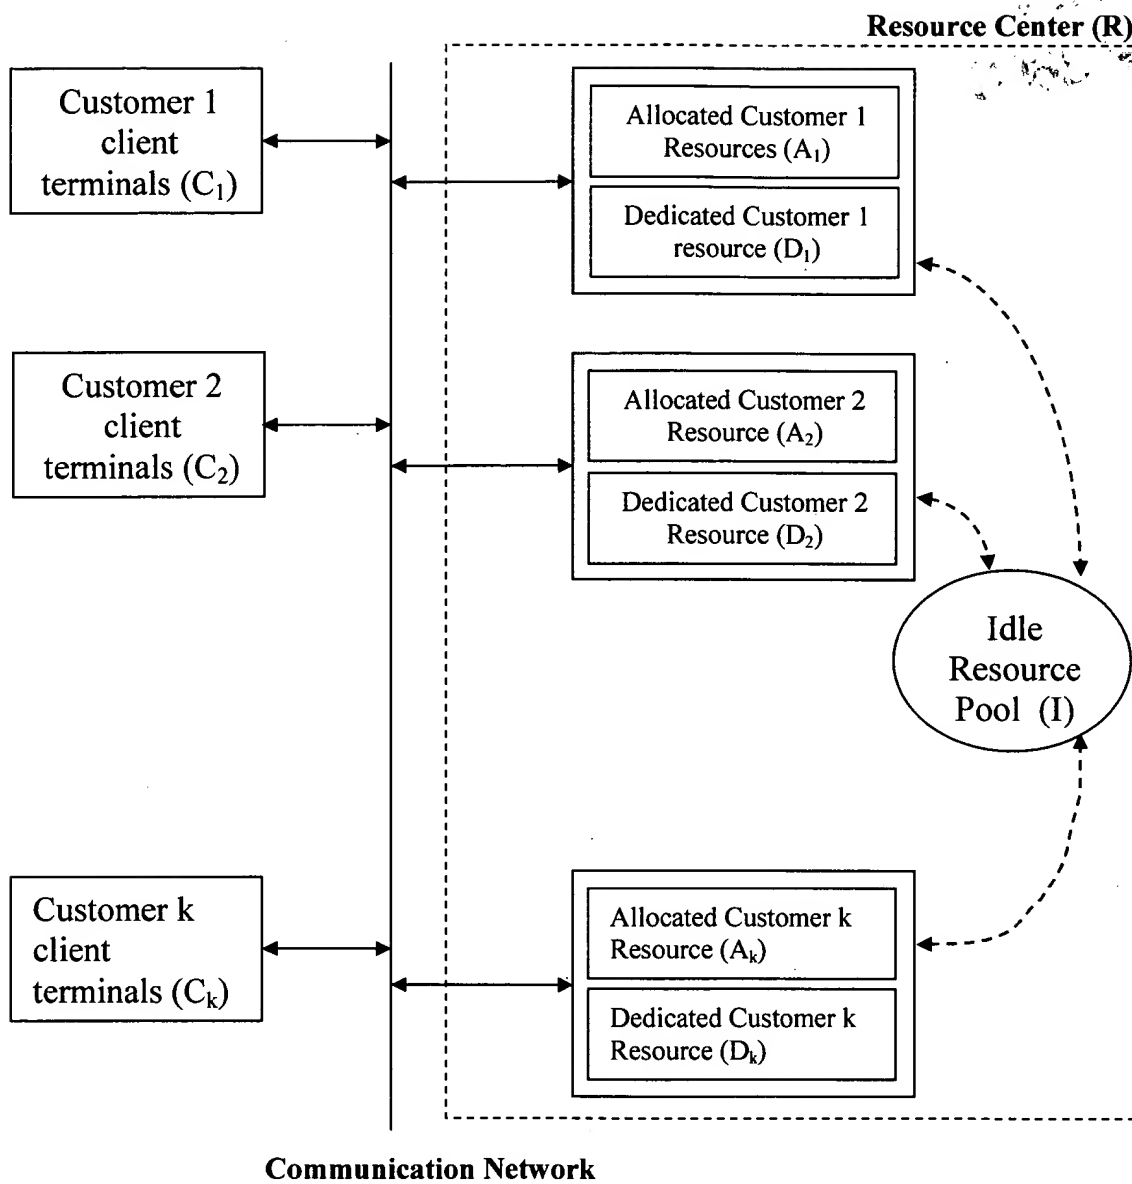 Resource Center (R)
Customer 1
client
terminals (C₁)
Allocated Customer 1
Resources (A₁)
Dedicated Customer 1
resource (D₁)
Customer 2
client
terminals (C₂)
Allocated Customer 2
Resource (A₂)
Dedicated Customer 2
Resource (D₂)
Idle
Resource
Pool (I)
Customer k
client
terminals (Cₖ)
Allocated Customer k
Resource (Aₖ)
Dedicated Customer k
Resource (Dₖ)
Communication Network